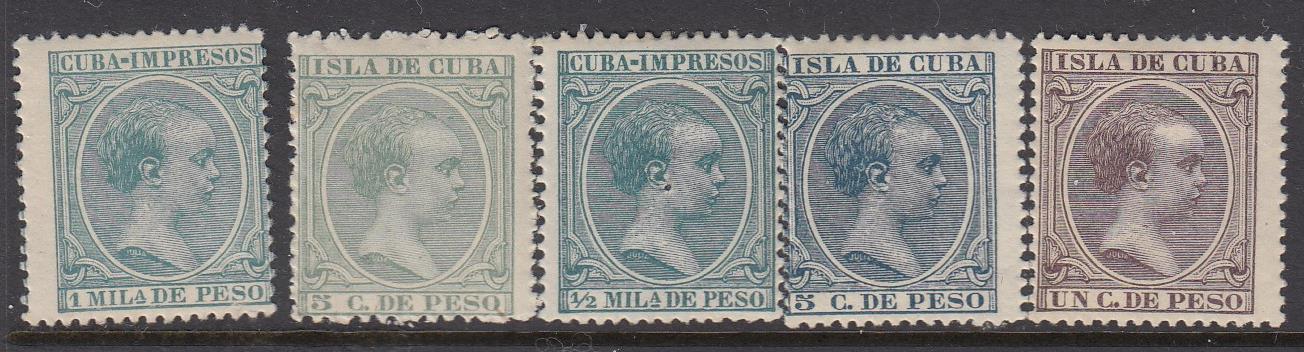 CUBA-IMPRESOS
1 MILA DE PESO
ISLA DE CUBA
5 C. DE PESO
CUBA-IMPRESOS
1/2 MILA DE PESO
ISLA DE CUBA
5 C. DE PESO
ISLA DE CUBA
UN C. DE PESO